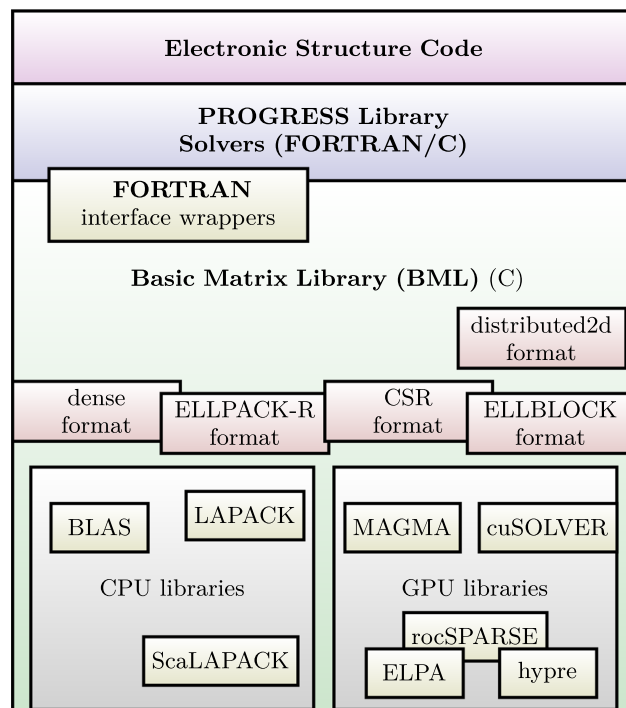 Electronic Structure Code
PROGRESS Library
Solvers (FORTRAN/C)
FORTRAN
interface wrappers
Basic Matrix Library (BML) (C)
distributed2d
format
dense
format
ELLPACK-R
format
CSR
format
ELLBLOCK
format
BLAS
LAPACK
CPU libraries
ScaLAPACK
MAGMA
cuSOLVER
GPU libraries
rocSPARSE
ELPA
hypre